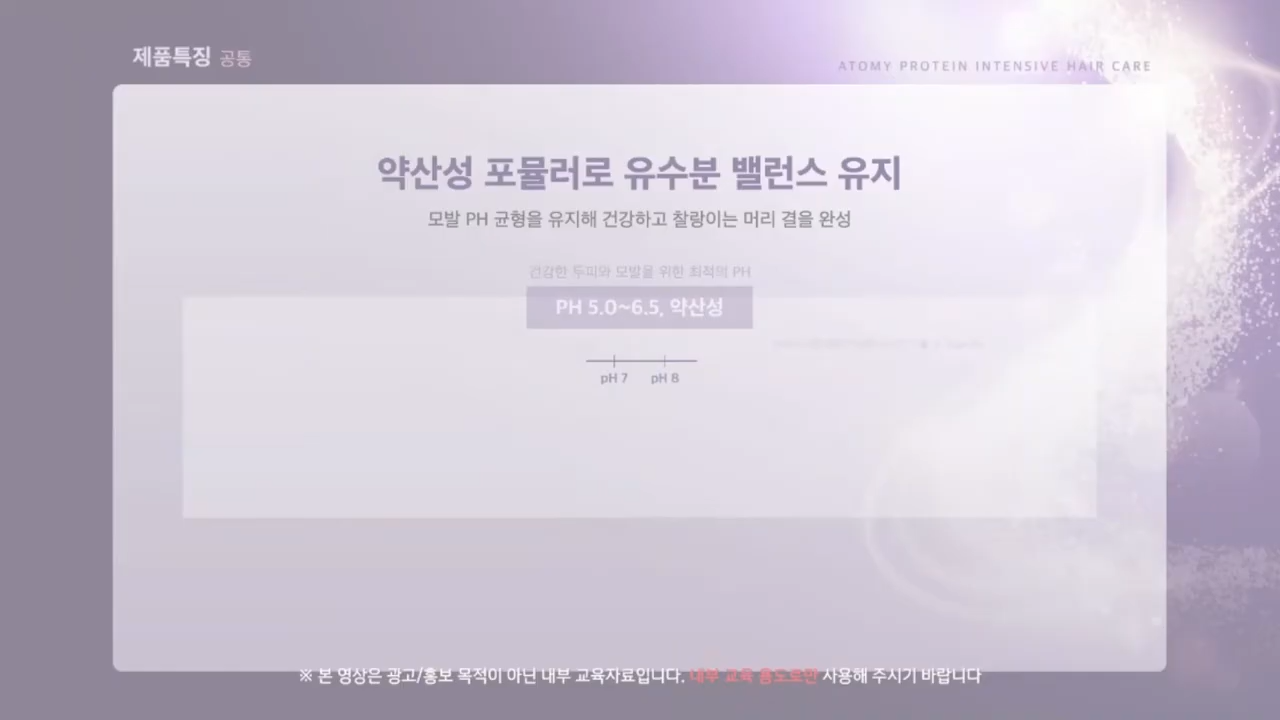 제품특징 공통
ATOMY PROTEIN INTENSIVE HAIR CARE
약산성 포뮬러로 유수분 밸런스 유지
모발 PH 균형을 유지해 건강하고 찰랑이는 머리 결을 완성
건강한 두피와 모발을 위한 최적의 PH
PH 5.0~6.5, 약산성
pH 7 pH 8
※ 본 영상은 광고/홍보 목적이 아닌 내부 교육자료입니다. 내부 교육 용도로만 사용해 주시기 바랍니다